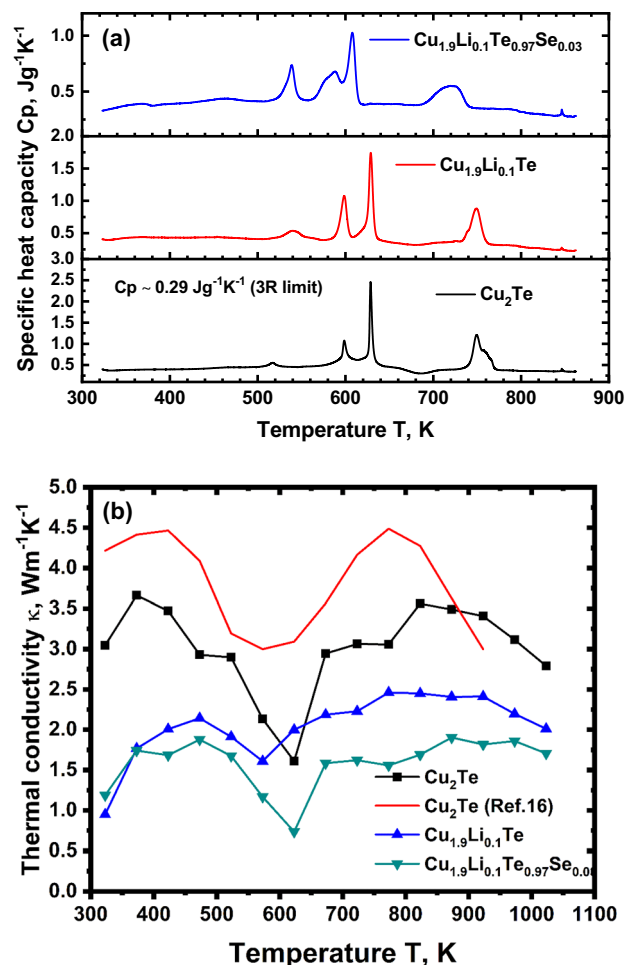 (a)
Specific heat capacity Cp, Jg⁻¹K⁻¹
Cu₁.₉Li₀.₁Te₀.₉₇Se₀.₀₃
1.0
0.5
2.0
Cu₁.₉Li₀.₁Te
1.5
1.0
0.5
3.0
Cp ~ 0.29 Jg⁻¹K⁻¹ (3R limit)
Cu₂Te
2.5
2.0
1.5
1.0
0.5
300 400 500 600 700 800 900
Temperature T, K
(b)
Thermal conductivity κ, Wm⁻¹K⁻¹
5.0
4.5
4.0
3.5
3.0
2.5
2.0
1.5
1.0
0.5
0.0
Cu₂Te
Cu₂Te (Ref.16)
Cu₁.₉Li₀.₁Te
Cu₁.₉Li₀.₁Te₀.₉₇Se₀.₀
300 400 500 600 700 800 900 1000 1100
Temperature T, K